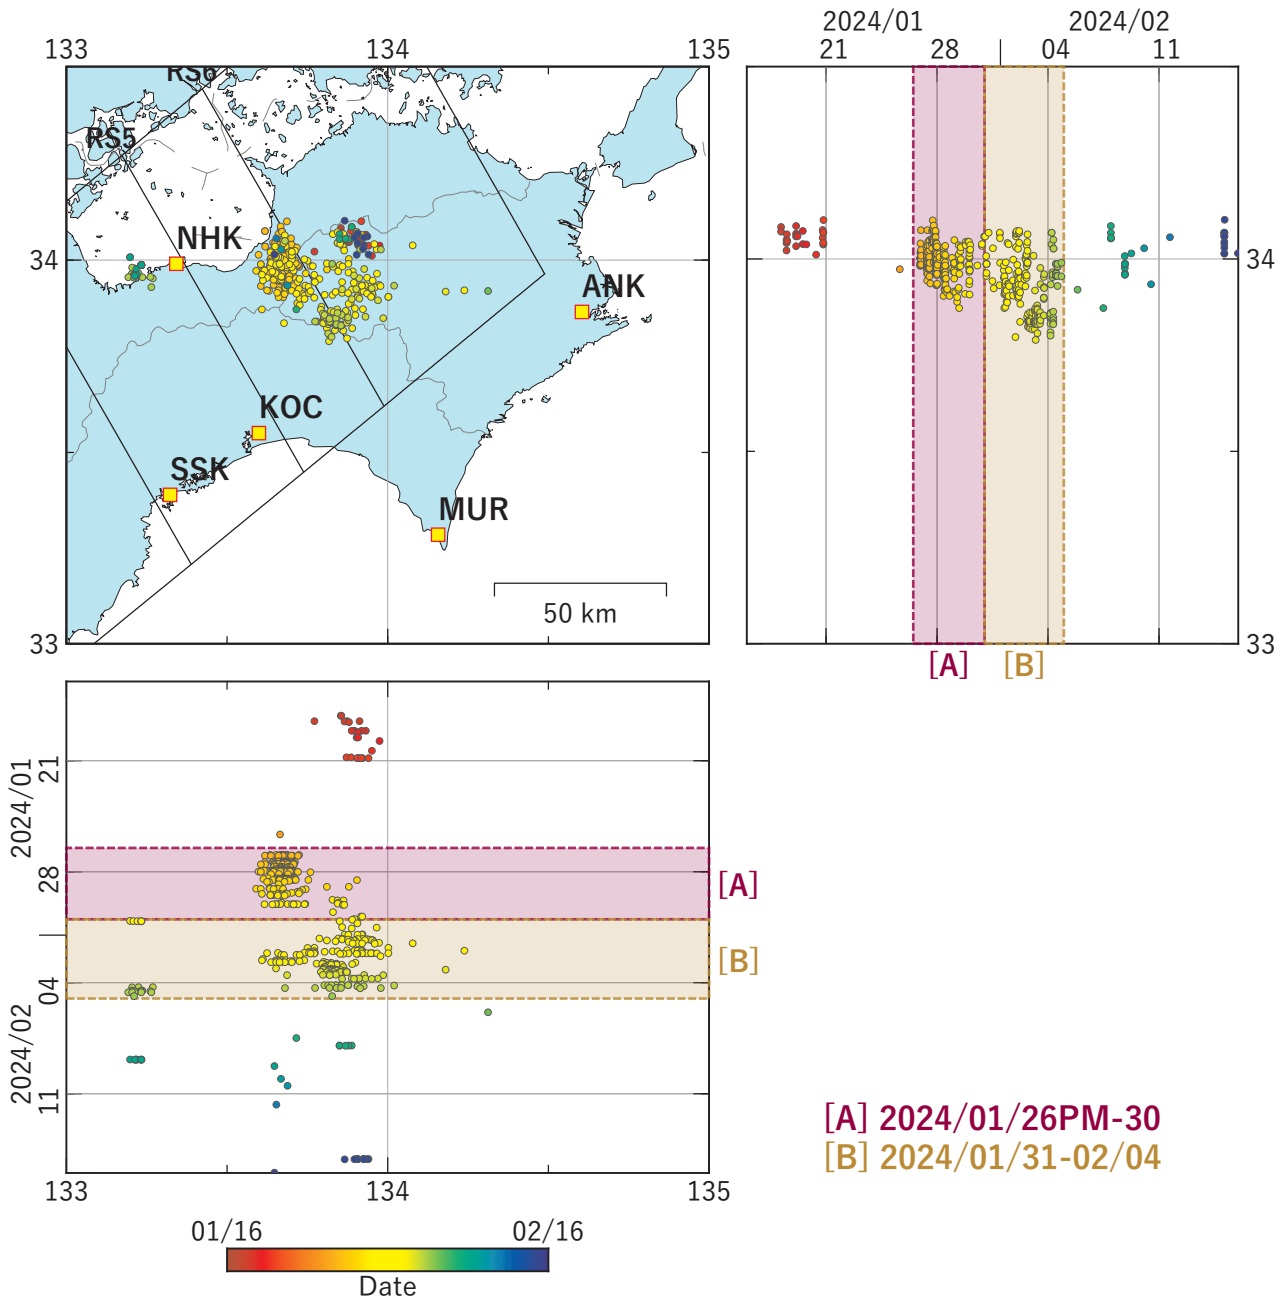 2024/01 2024/02
133 134 135 21 28 04 11
RS6
RS5
NHK
34 ANK 34
KOC
SSK
MUR
50 km
33 33
[A] [B]
2024/01 21
28 [A]
[B]
2024/02 04
11
[A] 2024/01/26PM-30
[B] 2024/01/31-02/04
133 134 135
01/16 02/16
Date